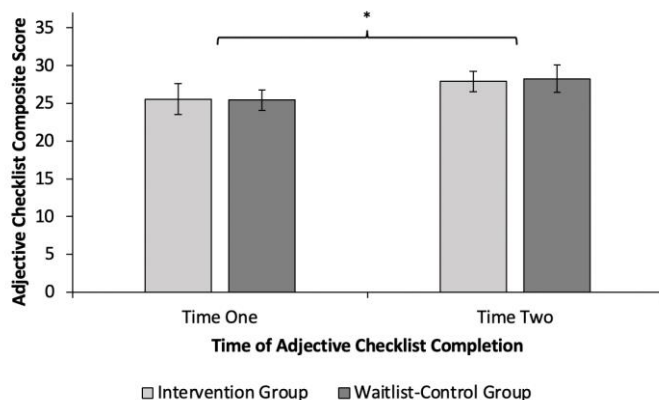 *
Adjective Checklist Composite Score
35
30
25
20
15
10
5
0
Time One
Time Two
Time of Adjective Checklist Completion
Intervention Group
Waitlist-Control Group